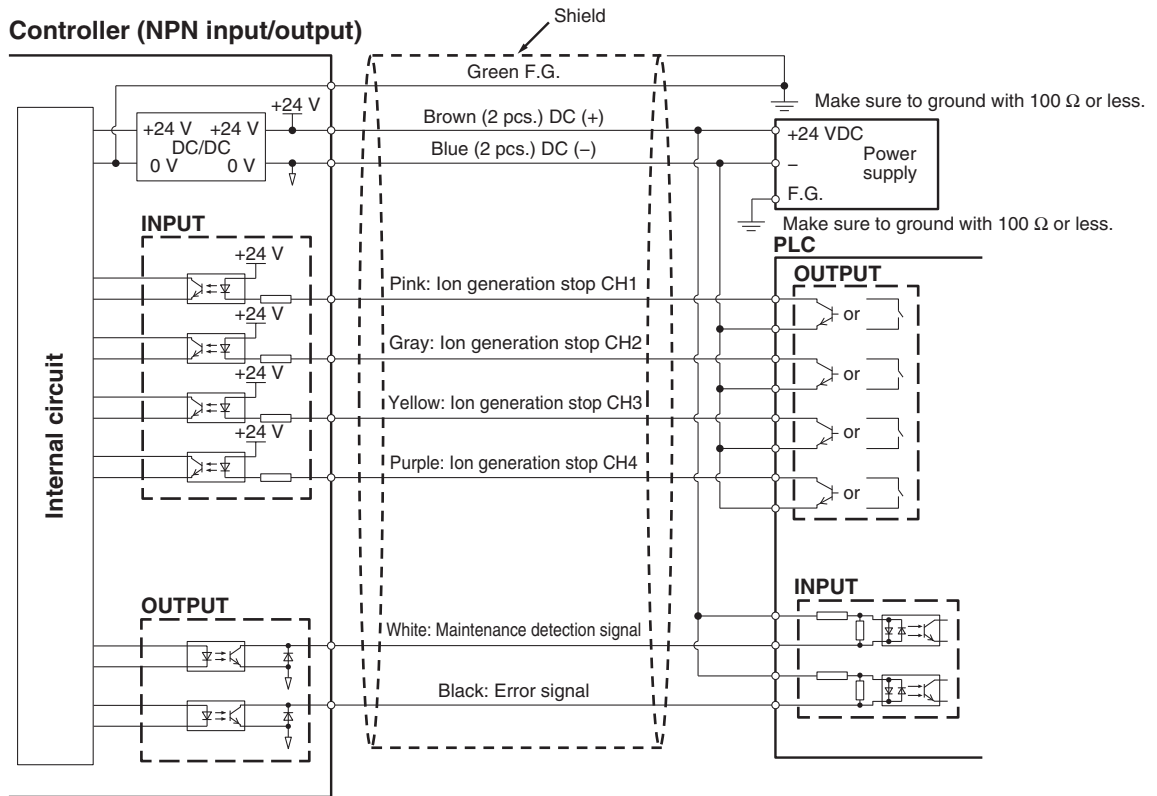 Controller (NPN input/output)
Shield
Green F.G.
Make sure to ground with 100 Ω or less.
+24 V
Brown (2 pcs.) DC (+)
+24 V +24 V
DC/DC
0 V 0 V
Blue (2 pcs.) DC (−)
+24 VDC
−
Power
supply
F.G.
Make sure to ground with 100 Ω or less.
INPUT
PLC
OUTPUT
+24 V
Pink: Ion generation stop CH1
or
+24 V
Gray: Ion generation stop CH2
or
+24 V
Yellow: Ion generation stop CH3
or
+24 V
Purple: Ion generation stop CH4
or
Internal circuit
INPUT
OUTPUT
White: Maintenance detection signal
Black: Error signal